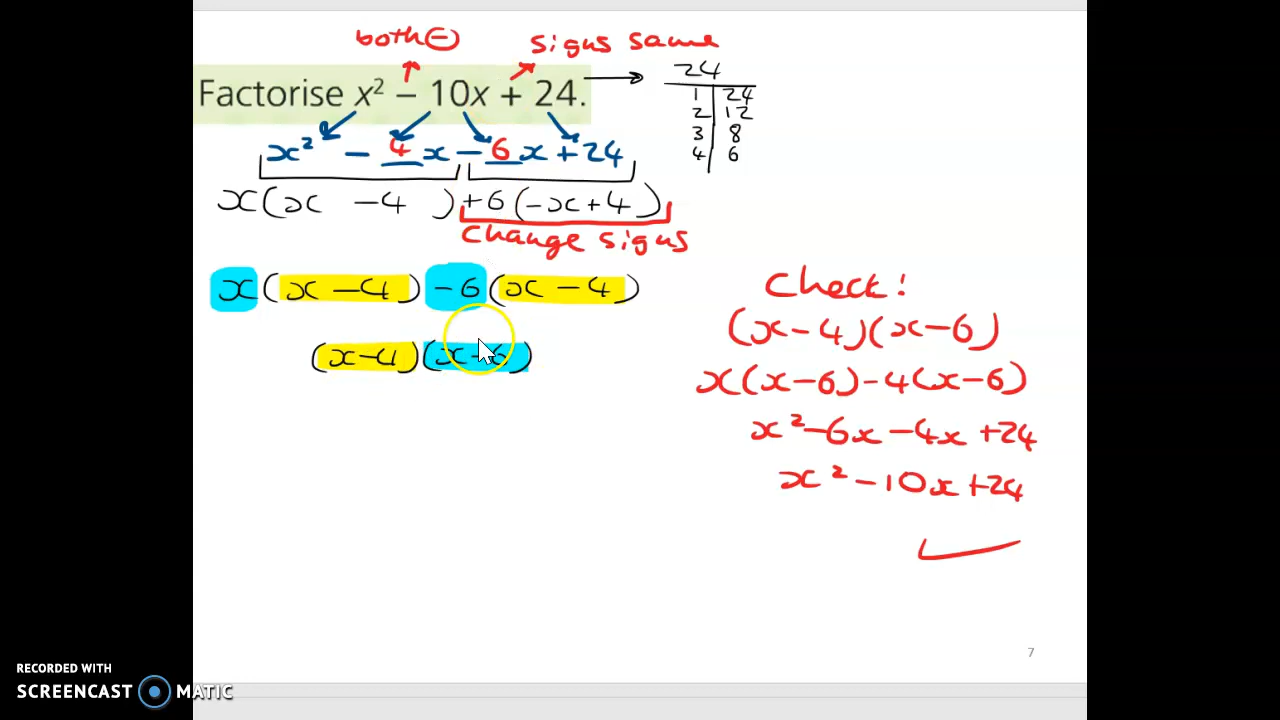 both ⊖
signs same
Factorise x² − 10x + 24.
24
1 | 24
2 | 12
3 | 8
4 | 6
x² − 4x − 6x + 24
x(x − 4) + 6(−x + 4)
change signs
x(x − 4) − 6(x − 4)
(x − 4)(x − 6)
Check!
(x − 4)(x − 6)
x(x − 6) − 4(x − 6)
x² − 6x − 4x + 24
x² − 10x + 24
7
RECORDED WITH
SCREENCAST MATIC